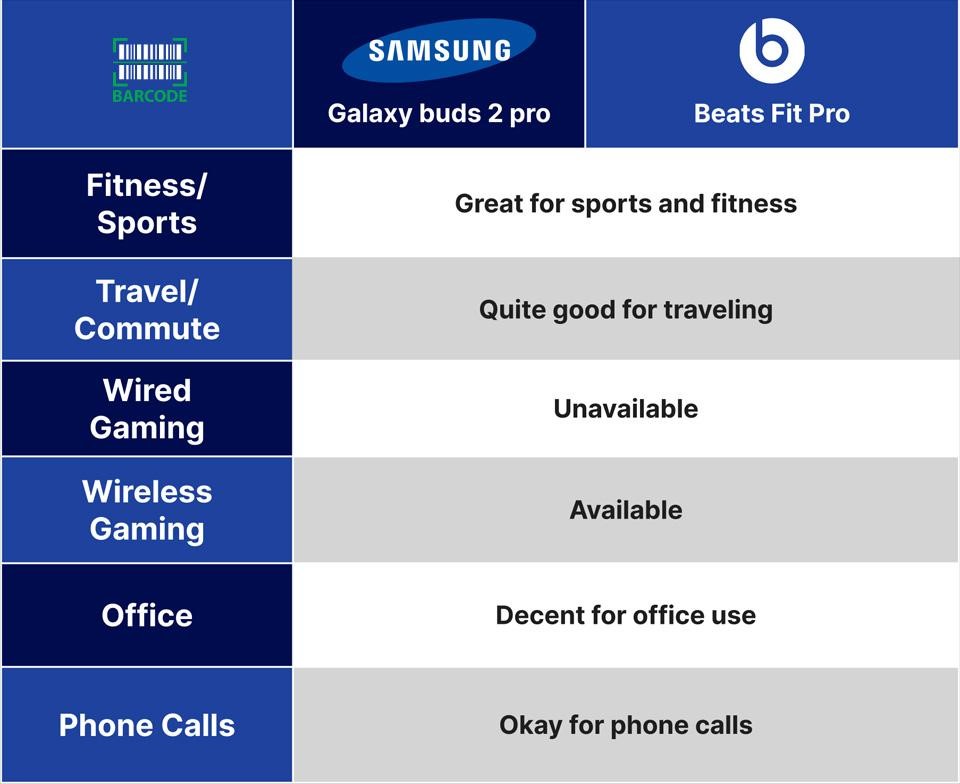 BARCODE
SAMSUNG
Galaxy buds 2 pro
b
Beats Fit Pro
Fitness/
Sports
Great for sports and fitness
Travel/
Commute
Quite good for traveling
Wired
Gaming
Unavailable
Wireless
Gaming
Available
Office
Decent for office use
Phone Calls
Okay for phone calls